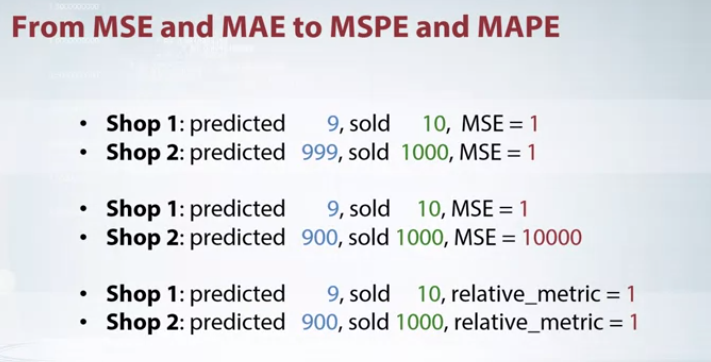 From MSE and MAE to MSPE and MAPE
• Shop 1: predicted 9, sold 10, MSE = 1
• Shop 2: predicted 999, sold 1000, MSE = 1
• Shop 1: predicted 9, sold 10, MSE = 1
• Shop 2: predicted 900, sold 1000, MSE = 10000
• Shop 1: predicted 9, sold 10, relative_metric = 1
• Shop 2: predicted 900, sold 1000, relative_metric = 1